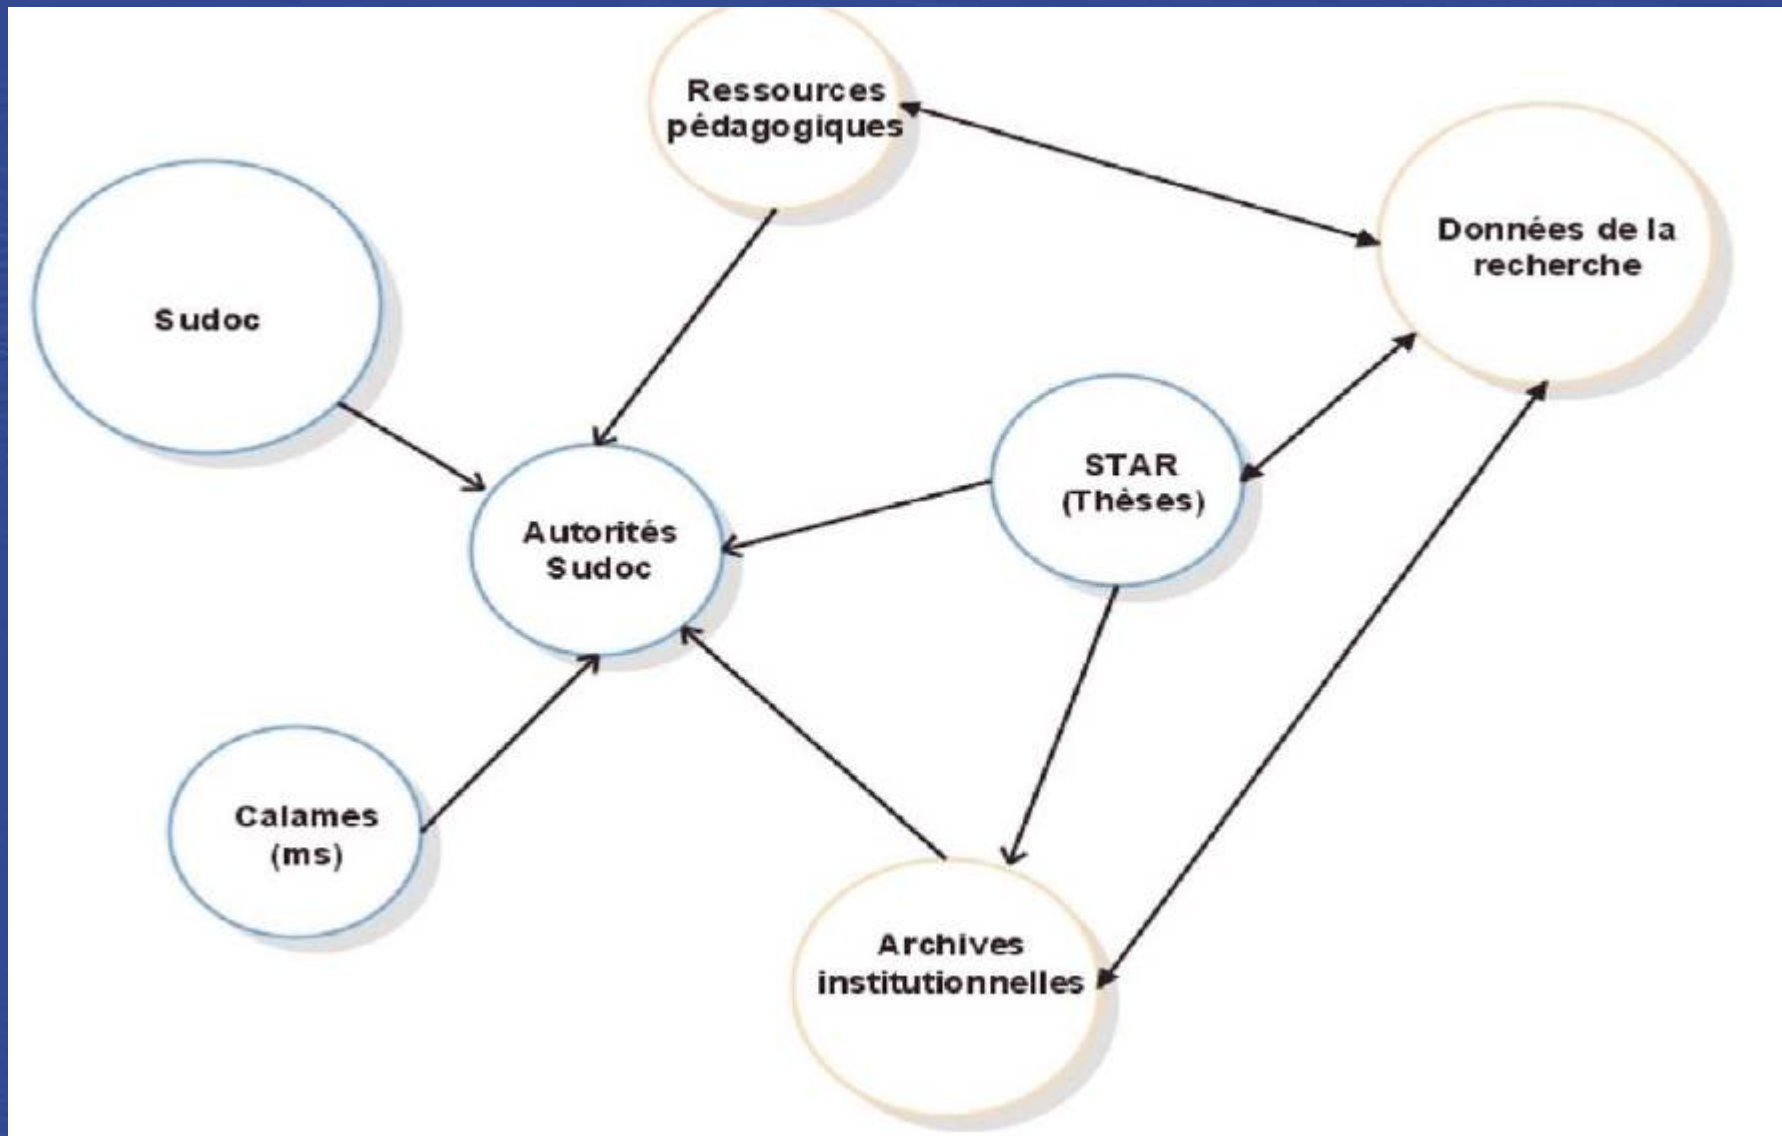 Ressources
pédagogiques
Données de la
recherche
Sudoc
STAR
(Thèses)
Autorités
Sudoc
Calames
(ms)
Archives
institutionnelles